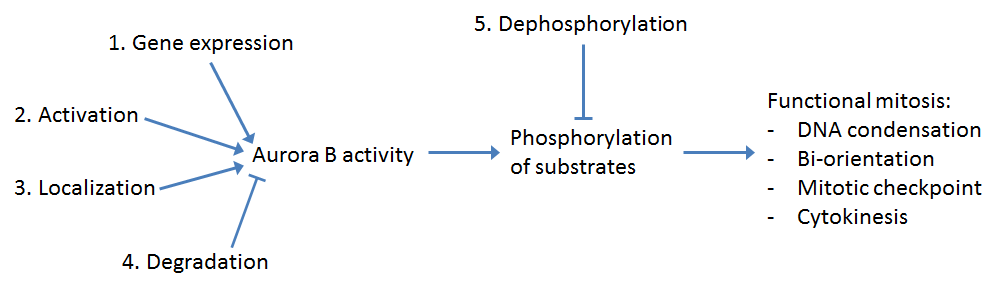 1. Gene expression
5. Dephosphorylation
2. Activation
3. Localization
4. Degradation
Aurora B activity
Phosphorylation
of substrates
Functional mitosis:
- DNA condensation
- Bi-orientation
- Mitotic checkpoint
- Cytokinesis